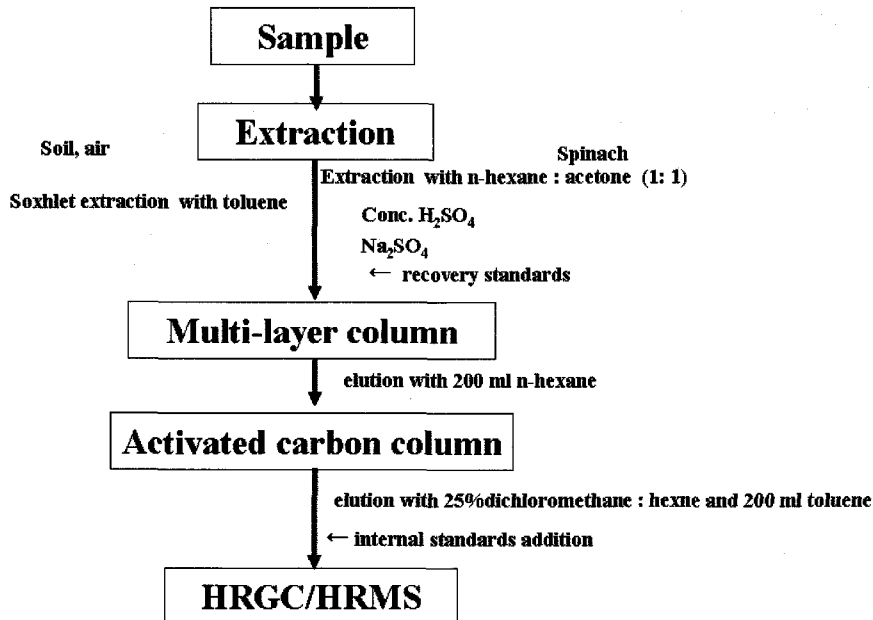 Sample
Extraction
Soil, air
Spinach
Extraction with n-hexane : acetone (1: 1)
Soxhlet extraction with toluene
Conc. H₂SO₄
Na₂SO₄
← recovery standards
Multi-layer column
elution with 200 ml n-hexane
Activated carbon column
elution with 25%dichloromethane : hexne and 200 ml toluene
← internal standards addition
HRGC/HRMS